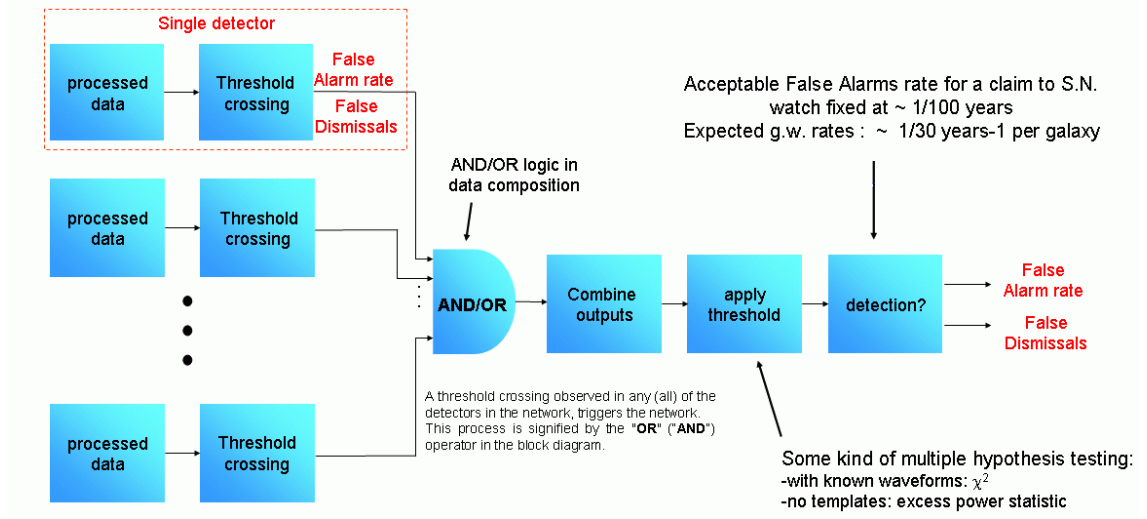 Single detector
processed
data
Threshold
crossing
False
Alarm rate
False
Dismissals
Acceptable False Alarms rate for a claim to S.N.
watch fixed at ~ 1/100 years
Expected g.w. rates : ~ 1/30 years-1 per galaxy
AND/OR logic in
data composition
processed
data
Threshold
crossing
AND/OR
Combine
outputs
apply
threshold
detection?
False
Alarm rate
False
Dismissals
processed
data
Threshold
crossing
A threshold crossing observed in any (all) of the
detectors in the network, triggers the network.
This process is signified by the "OR" ("AND")
operator in the block diagram.
Some kind of multiple hypothesis testing:
-with known waveforms: χ²
-no templates: excess power statistic